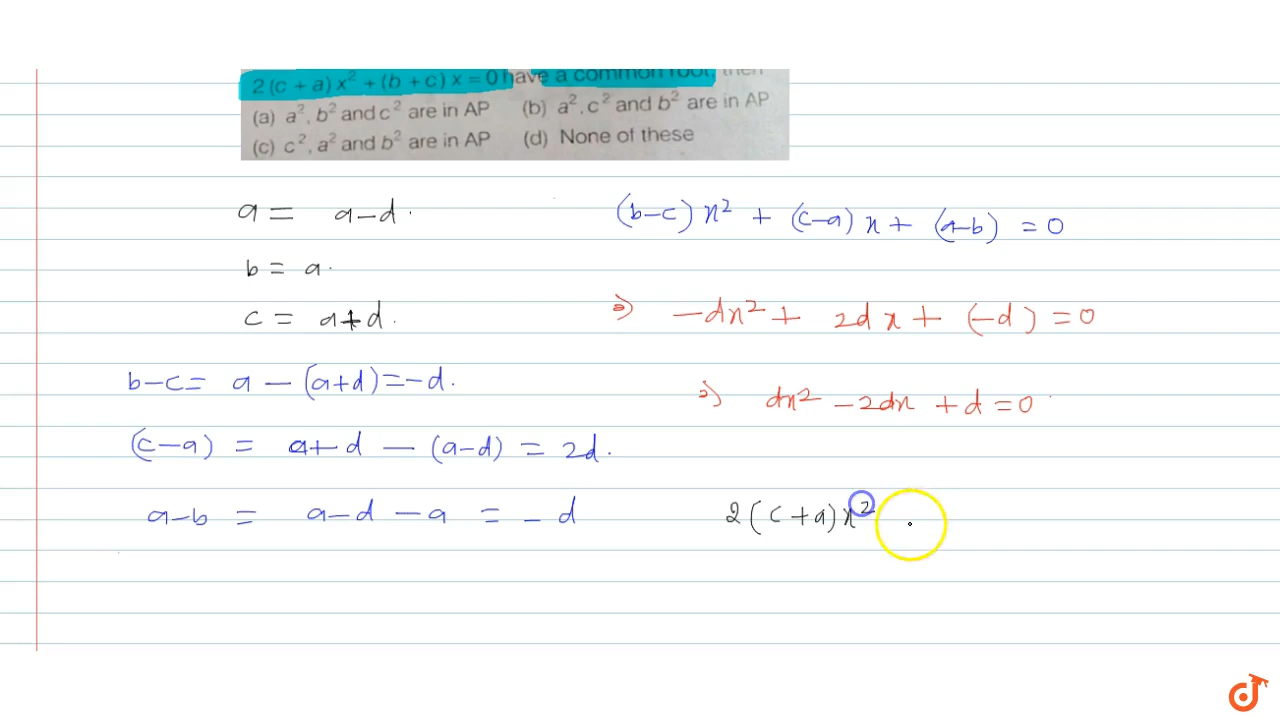 2 (c + a) x² + (b + c) x = 0 have a common root, then
(a) a², b² and c² are in AP (b) a², c² and b² are in AP
(c) c², a² and b² are in AP (d) None of these
a = a-d.
b = a.
c = a+d.
b-c = a - (a+d) = -d.
(c-a) = a+d - (a-d) = 2d.
a-b = a-d -a = -d
(b-c) x² + (c-a) x + (a-b) = 0
⇒ -dx² + 2dx + (-d) = 0
⇒ dx² - 2dx + d = 0
2(c+a)x²